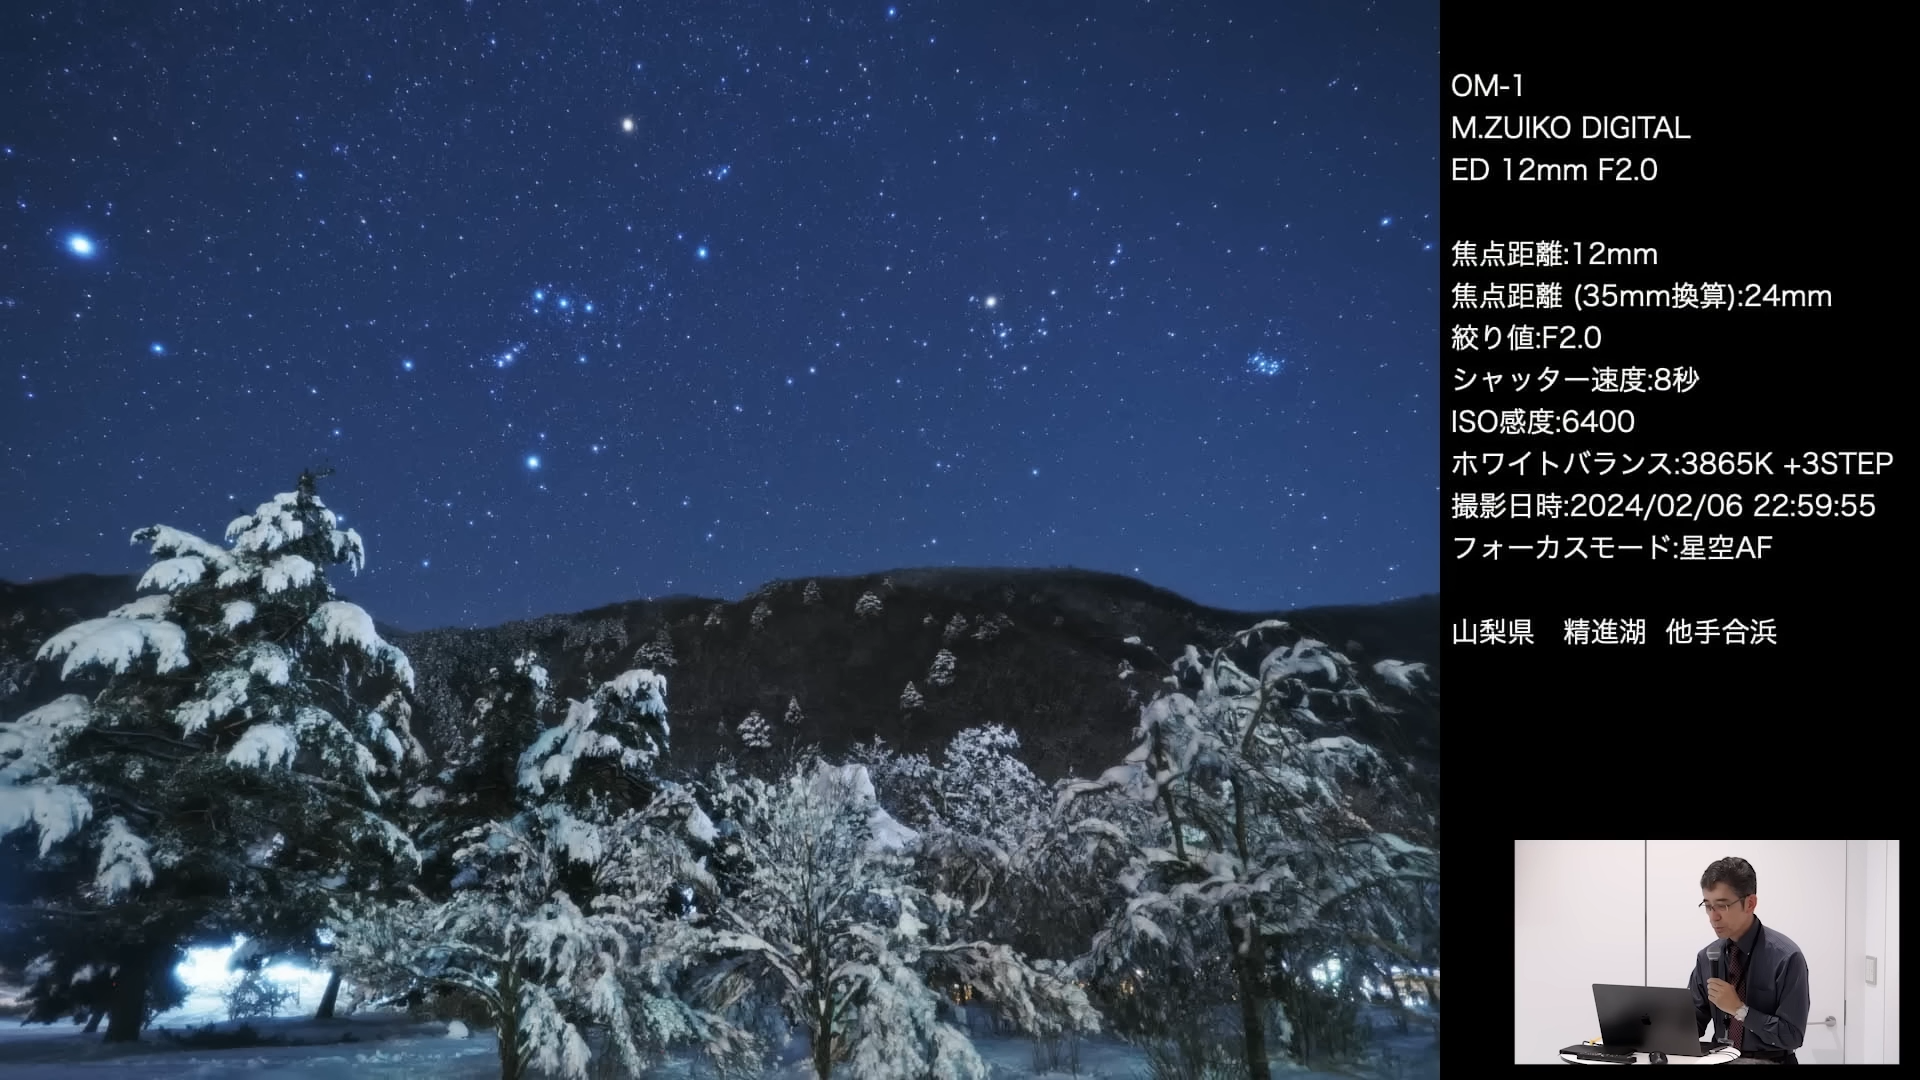 OM-1
M.ZUIKO DIGITAL
ED 12mm F2.0
焦点距離:12mm
焦点距離 (35mm換算):24mm
絞り値:F2.0
シャッター速度:8秒
ISO感度:6400
ホワイトバランス:3865K +3STEP
撮影日時:2024/02/06 22:59:55
フォーカスモード:星空AF
山梨県　精進湖　他手合浜